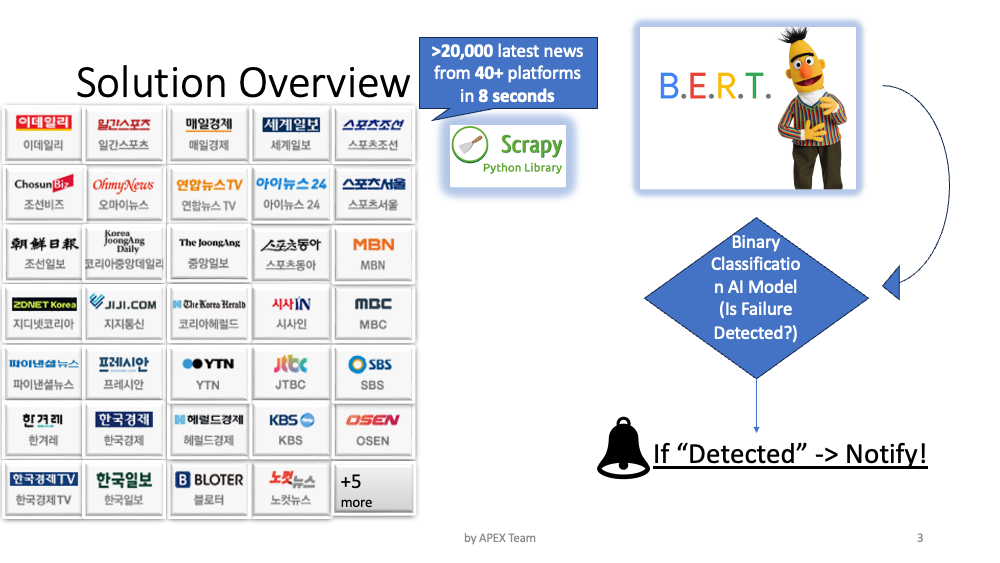 Solution Overview
>20,000 latest news
from 40+ platforms
in 8 seconds
Scrapy
Python Library
B.E.R.T.
이데일리
일간스포츠
매일경제
세계일보
스포츠조선
이데일리
일간스포츠
매일경제
세계일보
스포츠조선
ChosunBiz
OhmyNews
연합뉴스TV
아이뉴스24
스포츠서울
조선비즈
오마이뉴스
연합뉴스 TV
아이뉴스 24
스포츠서울
朝鮮日報
Korea
JoongAng
Daily
The JoongAng
스포츠동아
MBN
조선일보
코리아중앙데일리
중앙일보
스포츠동아
MBN
ZDNET Korea
JIJI.COM
The Korea Herald
시사IN
MBC
지디넷코리아
지지통신
코리아헤럴드
시사인
MBC
파이낸셜뉴스
프레시안
YTN
JTBC
SBS
파이낸셜뉴스
프레시안
YTN
JTBC
SBS
한겨레
한국경제
헤럴드경제
KBS
OSEN
한겨레
한국경제
헤럴드경제
KBS
OSEN
한국경제TV
한국일보
B BLOTER
노컷뉴스
한국경제TV
한국일보
블로터
노컷뉴스
+5
more
Binary
Classificatio
n AI Model
(Is Failure
Detected?)
If “Detected” -> Notify!
by APEX Team
3